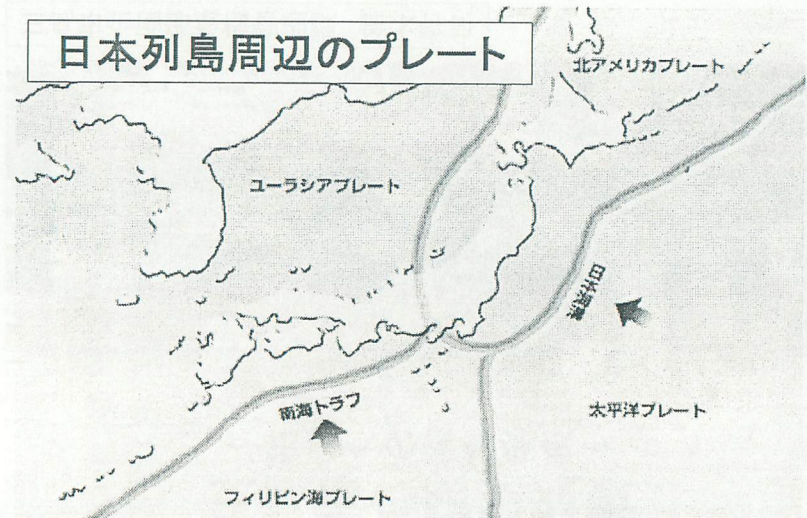 日本列島周辺のプレート
北アメリカプレート
ユーラシアプレート
日本海溝
太平洋プレート
南海トラフ
フィリピン海プレート